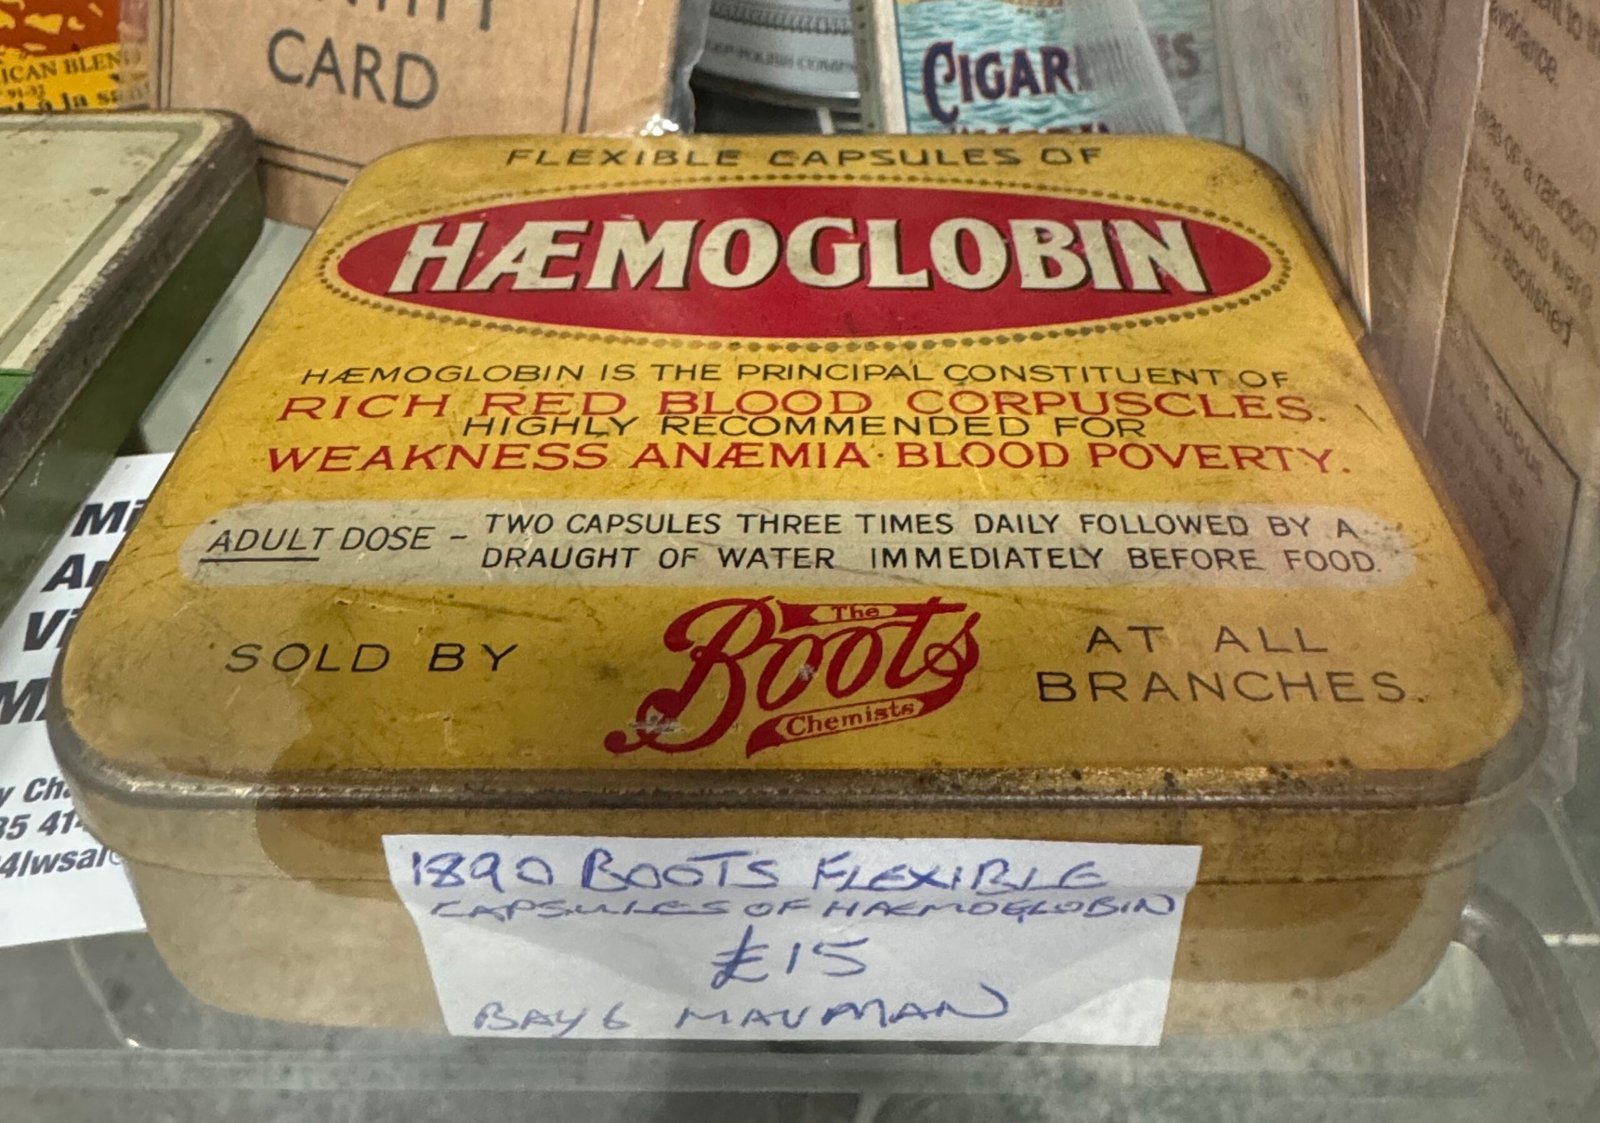 CARD
CIGAR
FLEXIBLE CAPSULES OF
HÆMOGLOBIN
HÆMOGLOBIN IS THE PRINCIPAL CONSTITUENT OF
RICH RED BLOOD CORPUSCLES.
HIGHLY RECOMMENDED FOR
WEAKNESS ANÆMIA · BLOOD POVERTY.
ADULT DOSE - TWO CAPSULES THREE TIMES DAILY FOLLOWED BY A
DRAUGHT OF WATER IMMEDIATELY BEFORE FOOD.
SOLD BY
The
Boots
Chemists
AT ALL
BRANCHES.
1890 BOOTS FLEXIBLE
CAPSULES OF HAEMOGLOBIN
£15
BAY 6 MAUMAN